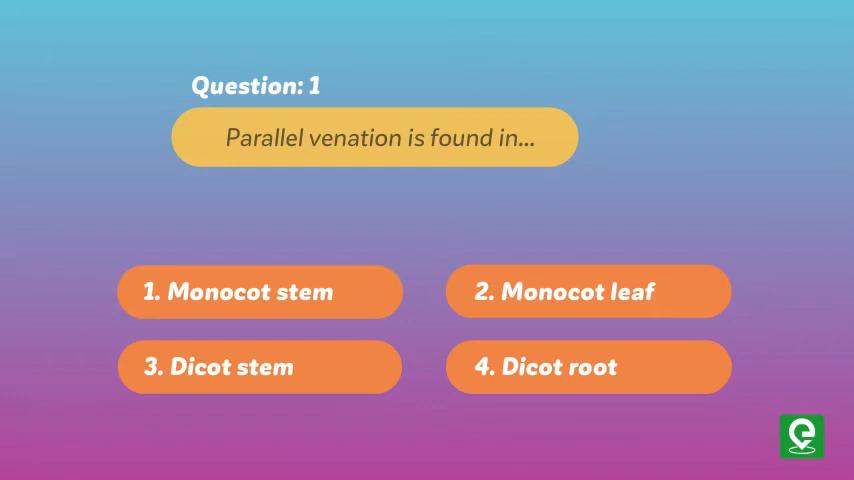 Question: 1
Parallel venation is found in...
1. Monocot stem
2. Monocot leaf
3. Dicot stem
4. Dicot root